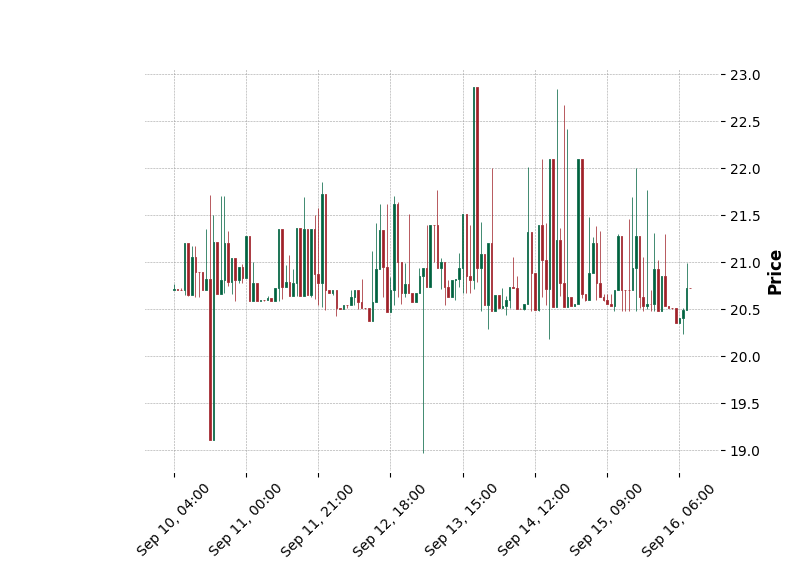 23.0
22.5
22.0
21.5
21.0
20.5
20.0
19.5
19.0
Price
Sep 10, 04:00
Sep 11, 00:00
Sep 11, 21:00
Sep 12, 18:00
Sep 13, 15:00
Sep 14, 12:00
Sep 15, 09:00
Sep 16, 06:00